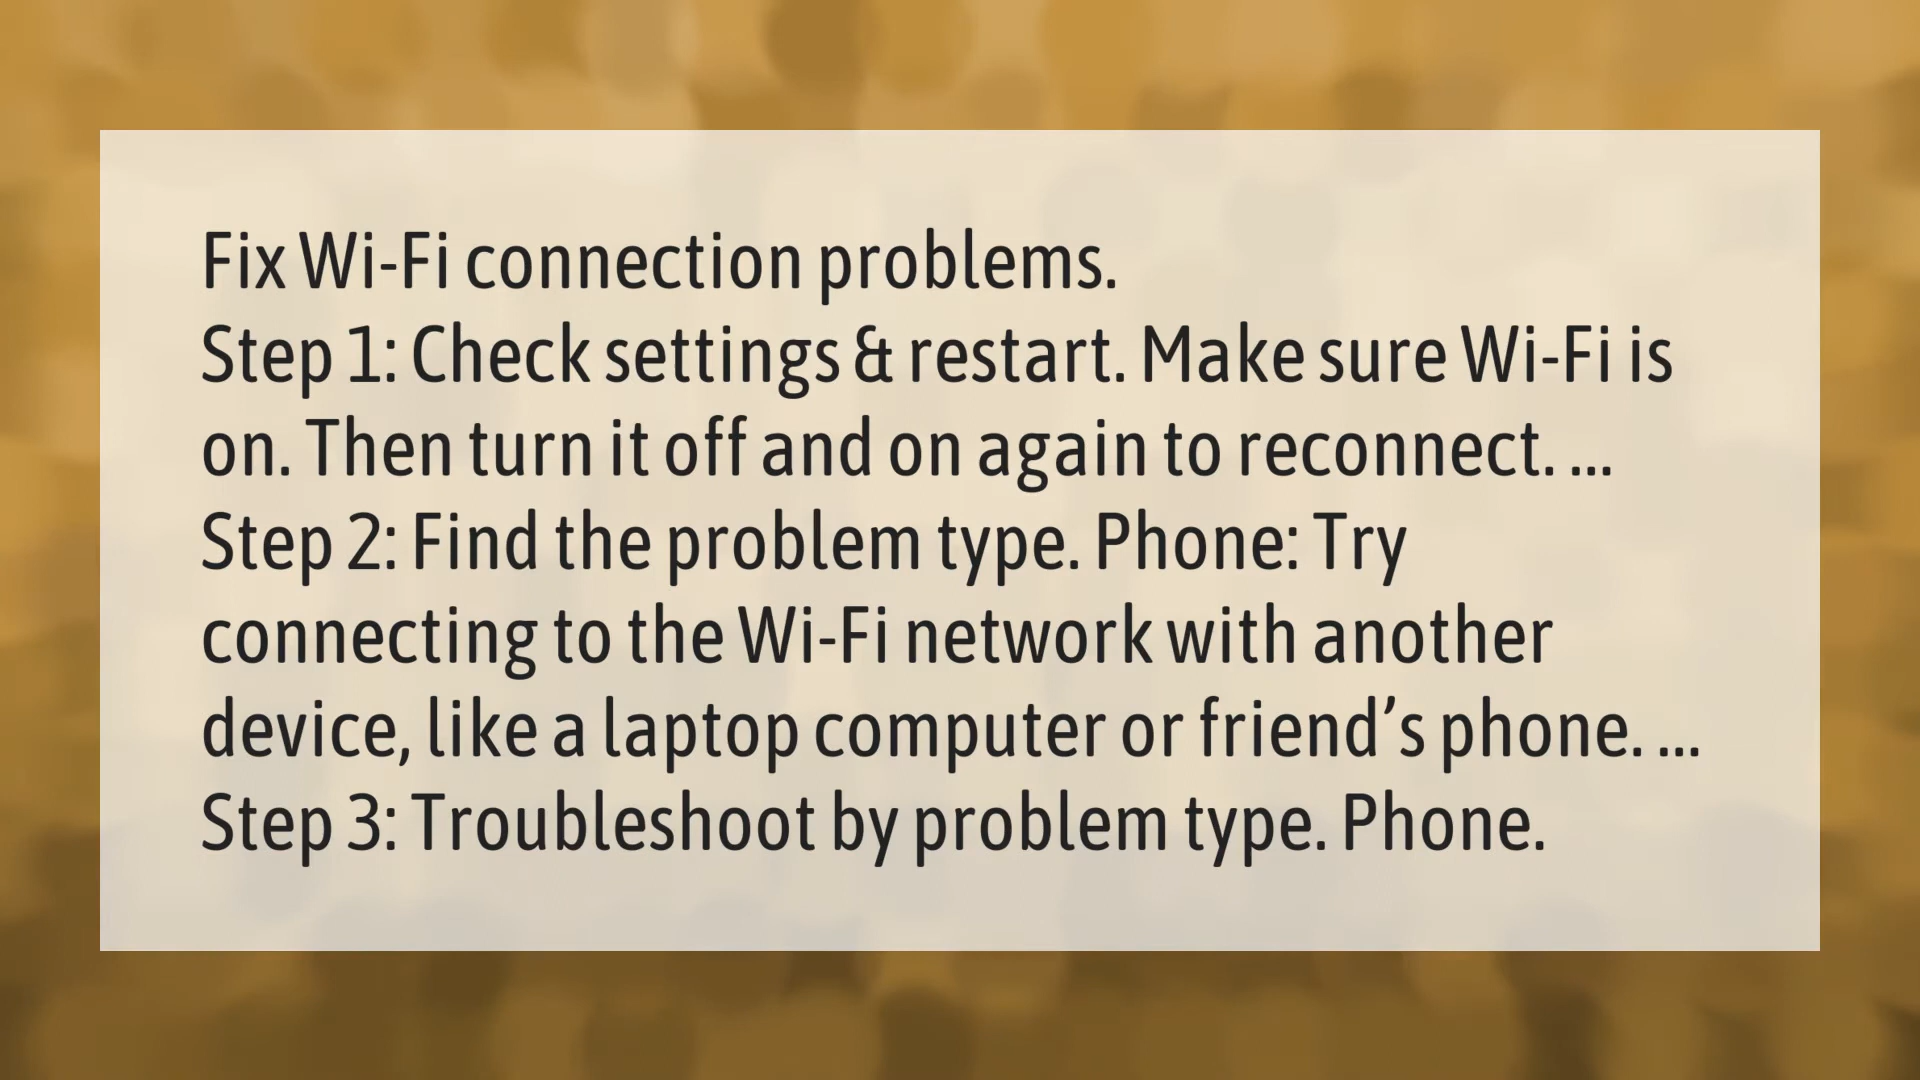 Fix Wi-Fi connection problems.
Step 1: Check settings & restart. Make sure Wi-Fi is
on. Then turn it off and on again to reconnect. ...
Step 2: Find the problem type. Phone: Try
connecting to the Wi-Fi network with another
device, like a laptop computer or friend’s phone. ...
Step 3: Troubleshoot by problem type. Phone.